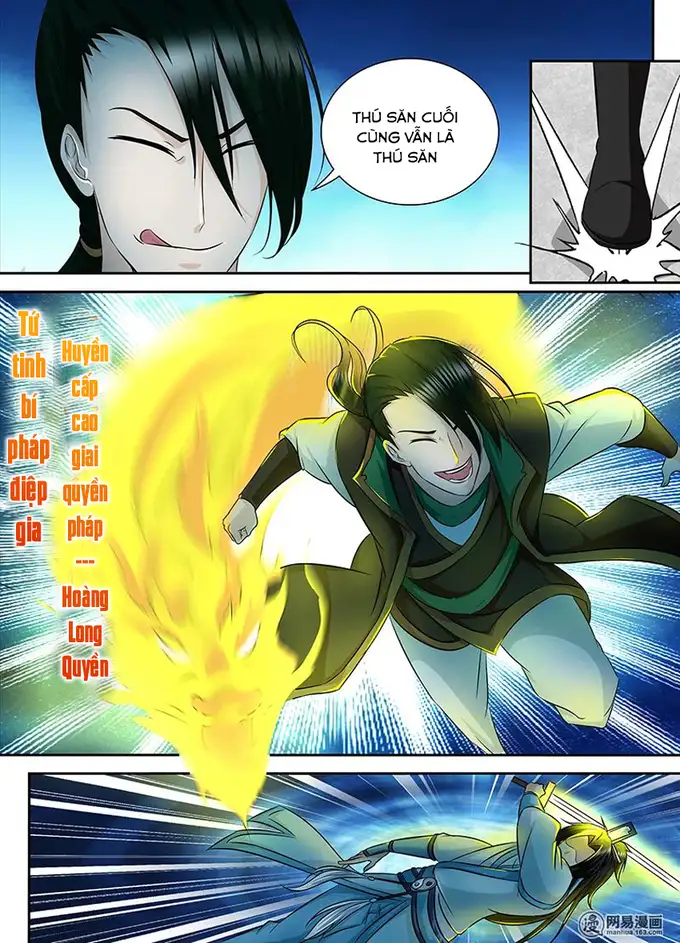 THÚ SĂN CUỐI
CÙNG VẪN LÀ
THÚ SĂN
Tứ
tinh
bí
pháp
điệp
gia
Huyền
cấp
cao
giai
quyền
pháp
---
Hoàng
Long
Quyền
网易漫画
manhua.163.com